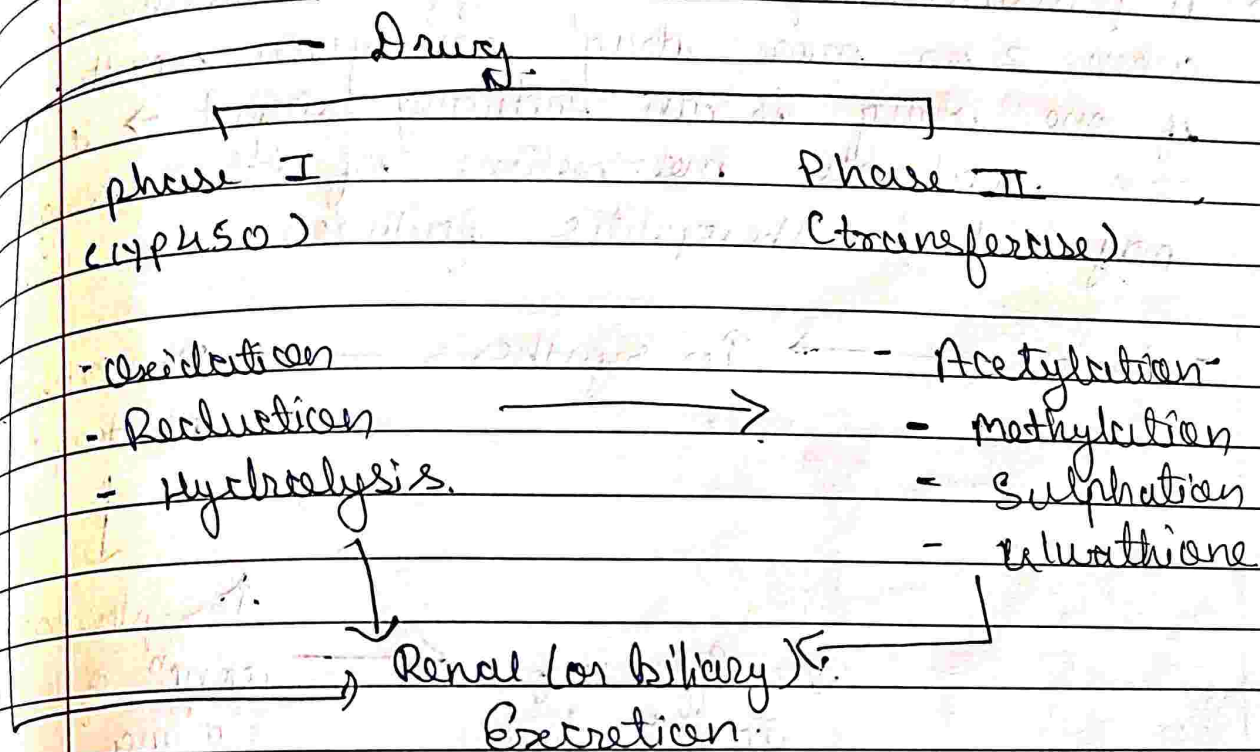 Drug
phase I
Phase II.
(CYP450)
(transferase)
- oxidation
- Acetylation
- Reduction
- methylation
- Hydrolysis.
- Sulphation
- Glutathione
Renal (or biliary)
Excretion.